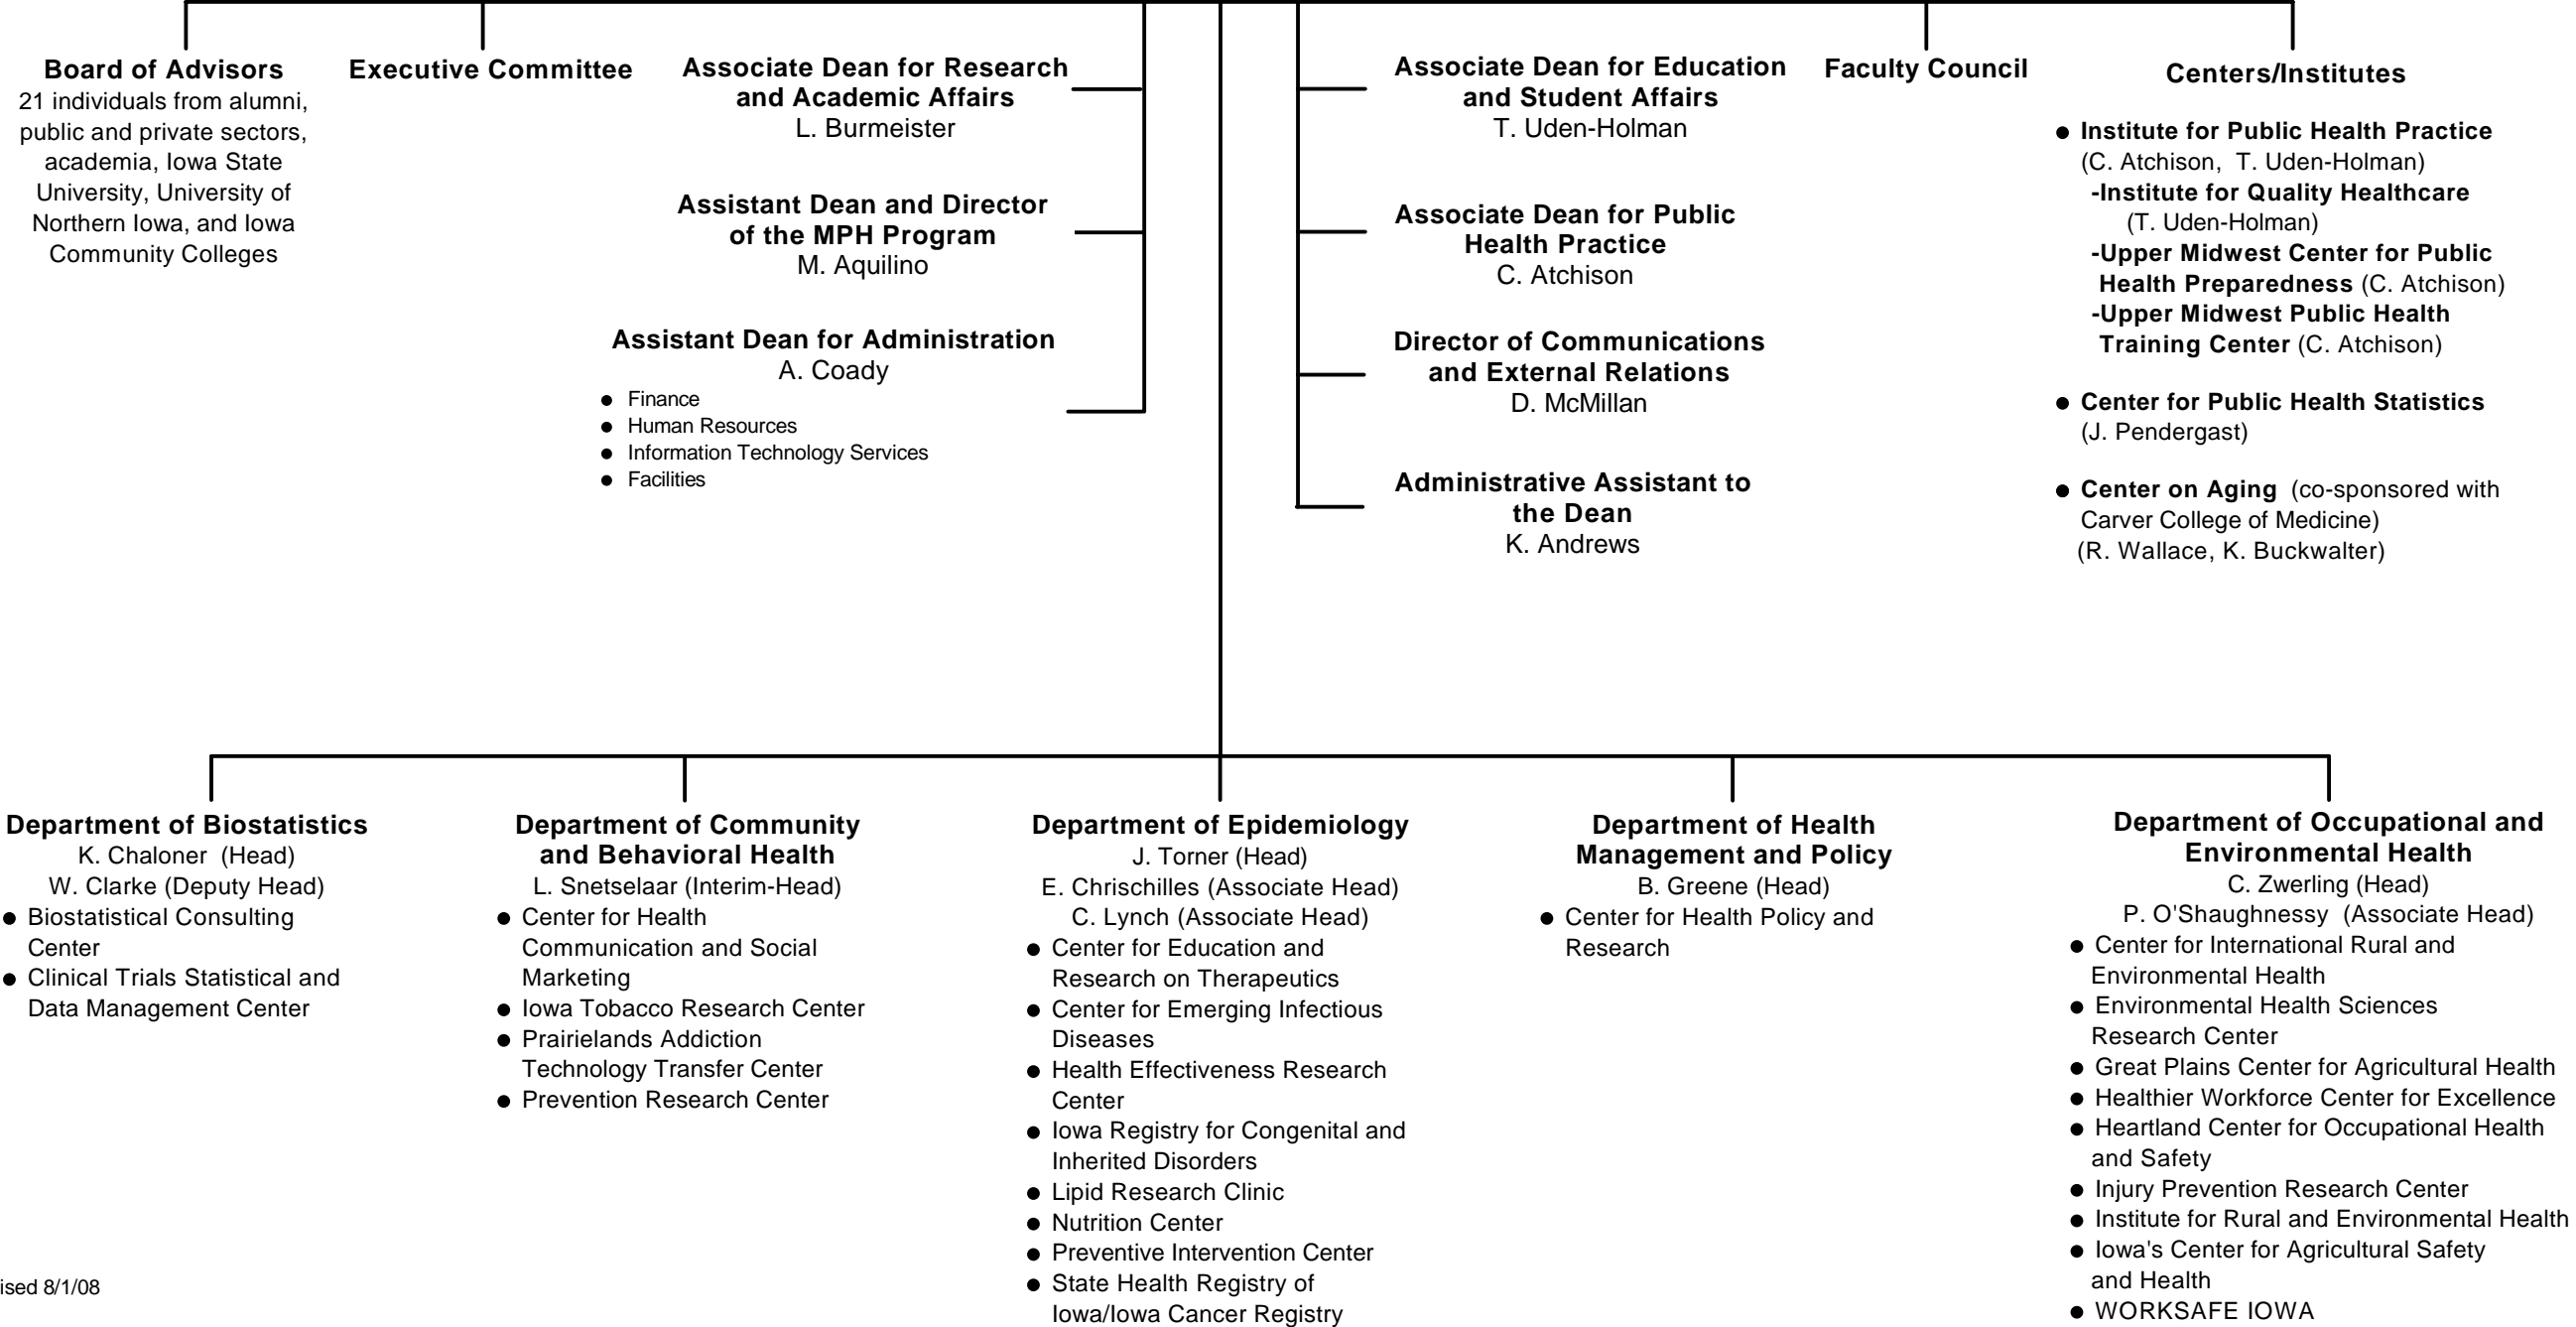 Board of Advisors
21 individuals from alumni,
public and private sectors,
academia, Iowa State
University, University of
Northern Iowa, and Iowa
Community Colleges
Executive Committee
Associate Dean for Research
and Academic Affairs
L. Burmeister
Assistant Dean and Director
of the MPH Program
M. Aquilino
Assistant Dean for Administration
A. Coady
● Finance
● Human Resources
● Information Technology Services
● Facilities
Associate Dean for Education
and Student Affairs
T. Uden-Holman
Associate Dean for Public
Health Practice
C. Atchison
Director of Communications
and External Relations
D. McMillan
Administrative Assistant to
the Dean
K. Andrews
Faculty Council
Centers/Institutes
● Institute for Public Health Practice
(C. Atchison, T. Uden-Holman)
-Institute for Quality Healthcare
(T. Uden-Holman)
-Upper Midwest Center for Public
Health Preparedness (C. Atchison)
-Upper Midwest Public Health
Training Center (C. Atchison)
● Center for Public Health Statistics
(J. Pendergast)
● Center on Aging (co-sponsored with
Carver College of Medicine)
(R. Wallace, K. Buckwalter)
Department of Biostatistics
K. Chaloner (Head)
W. Clarke (Deputy Head)
● Biostatistical Consulting
Center
● Clinical Trials Statistical and
Data Management Center
Department of Community
and Behavioral Health
L. Snetselaar (Interim-Head)
● Center for Health
Communication and Social
Marketing
● Iowa Tobacco Research Center
● Prairielands Addiction
Technology Transfer Center
● Prevention Research Center
Department of Epidemiology
J. Torner (Head)
E. Chrischilles (Associate Head)
C. Lynch (Associate Head)
● Center for Education and
Research on Therapeutics
● Center for Emerging Infectious
Diseases
● Health Effectiveness Research
Center
● Iowa Registry for Congenital and
Inherited Disorders
● Lipid Research Clinic
● Nutrition Center
● Preventive Intervention Center
● State Health Registry of
Iowa/Iowa Cancer Registry
Department of Health
Management and Policy
B. Greene (Head)
● Center for Health Policy and
Research
Department of Occupational and
Environmental Health
C. Zwerling (Head)
P. O'Shaughnessy (Associate Head)
● Center for International Rural and
Environmental Health
● Environmental Health Sciences
Research Center
● Great Plains Center for Agricultural Health
● Healthier Workforce Center for Excellence
● Heartland Center for Occupational Health
and Safety
● Injury Prevention Research Center
● Institute for Rural and Environmental Health
● Iowa's Center for Agricultural Safety
and Health
● WORKSAFE IOWA
ised 8/1/08